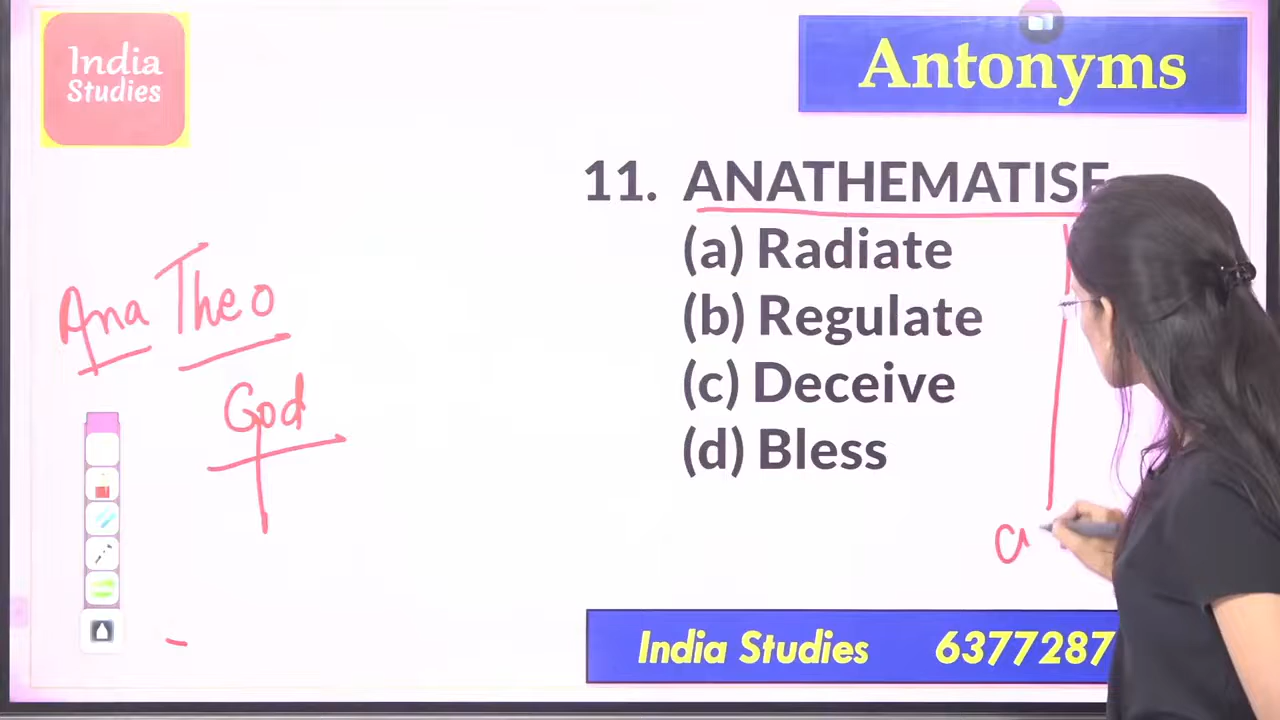 India
Studies
Antonyms
11. ANATHEMATISE
(a) Radiate
(b) Regulate
(c) Deceive
(d) Bless
Ana Theo
God
India Studies 6377287